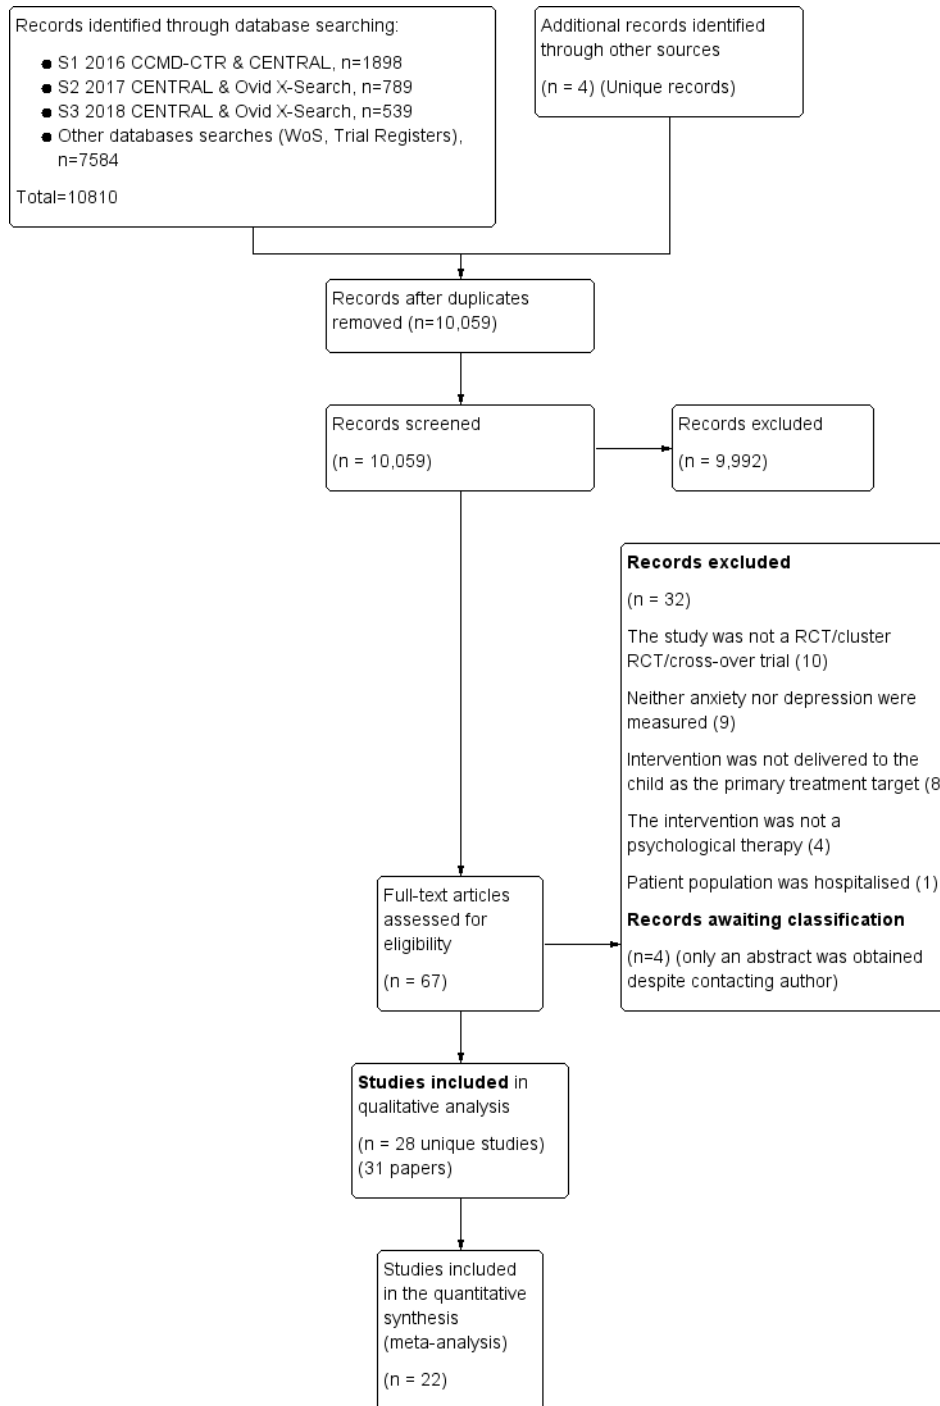 Records identified through database searching:
● S1 2016 CCMD-CTR & CENTRAL, n=1898
● S2 2017 CENTRAL & Ovid X-Search, n=789
● S3 2018 CENTRAL & Ovid X-Search, n=539
● Other databases searches (WoS, Trial Registers),
n=7584
Total=10810
Additional records identified
through other sources
(n = 4) (Unique records)
Records after duplicates
removed (n=10,059)
Records screened
(n = 10,059)
Records excluded
(n = 9,992)
Records excluded
(n = 32)
The study was not a RCT/cluster
RCT/cross-over trial (10)
Neither anxiety nor depression were
measured (9)
Intervention was not delivered to the
child as the primary treatment target (8
The intervention was not a
psychological therapy (4)
Patient population was hospitalised (1)
Records awaiting classification
(n=4) (only an abstract was obtained
despite contacting author)
Full-text articles
assessed for
eligibility
(n = 67)
Studies included in
qualitative analysis
(n = 28 unique studies)
(31 papers)
Studies included
in the quantitative
synthesis
(meta-analysis)
(n = 22)